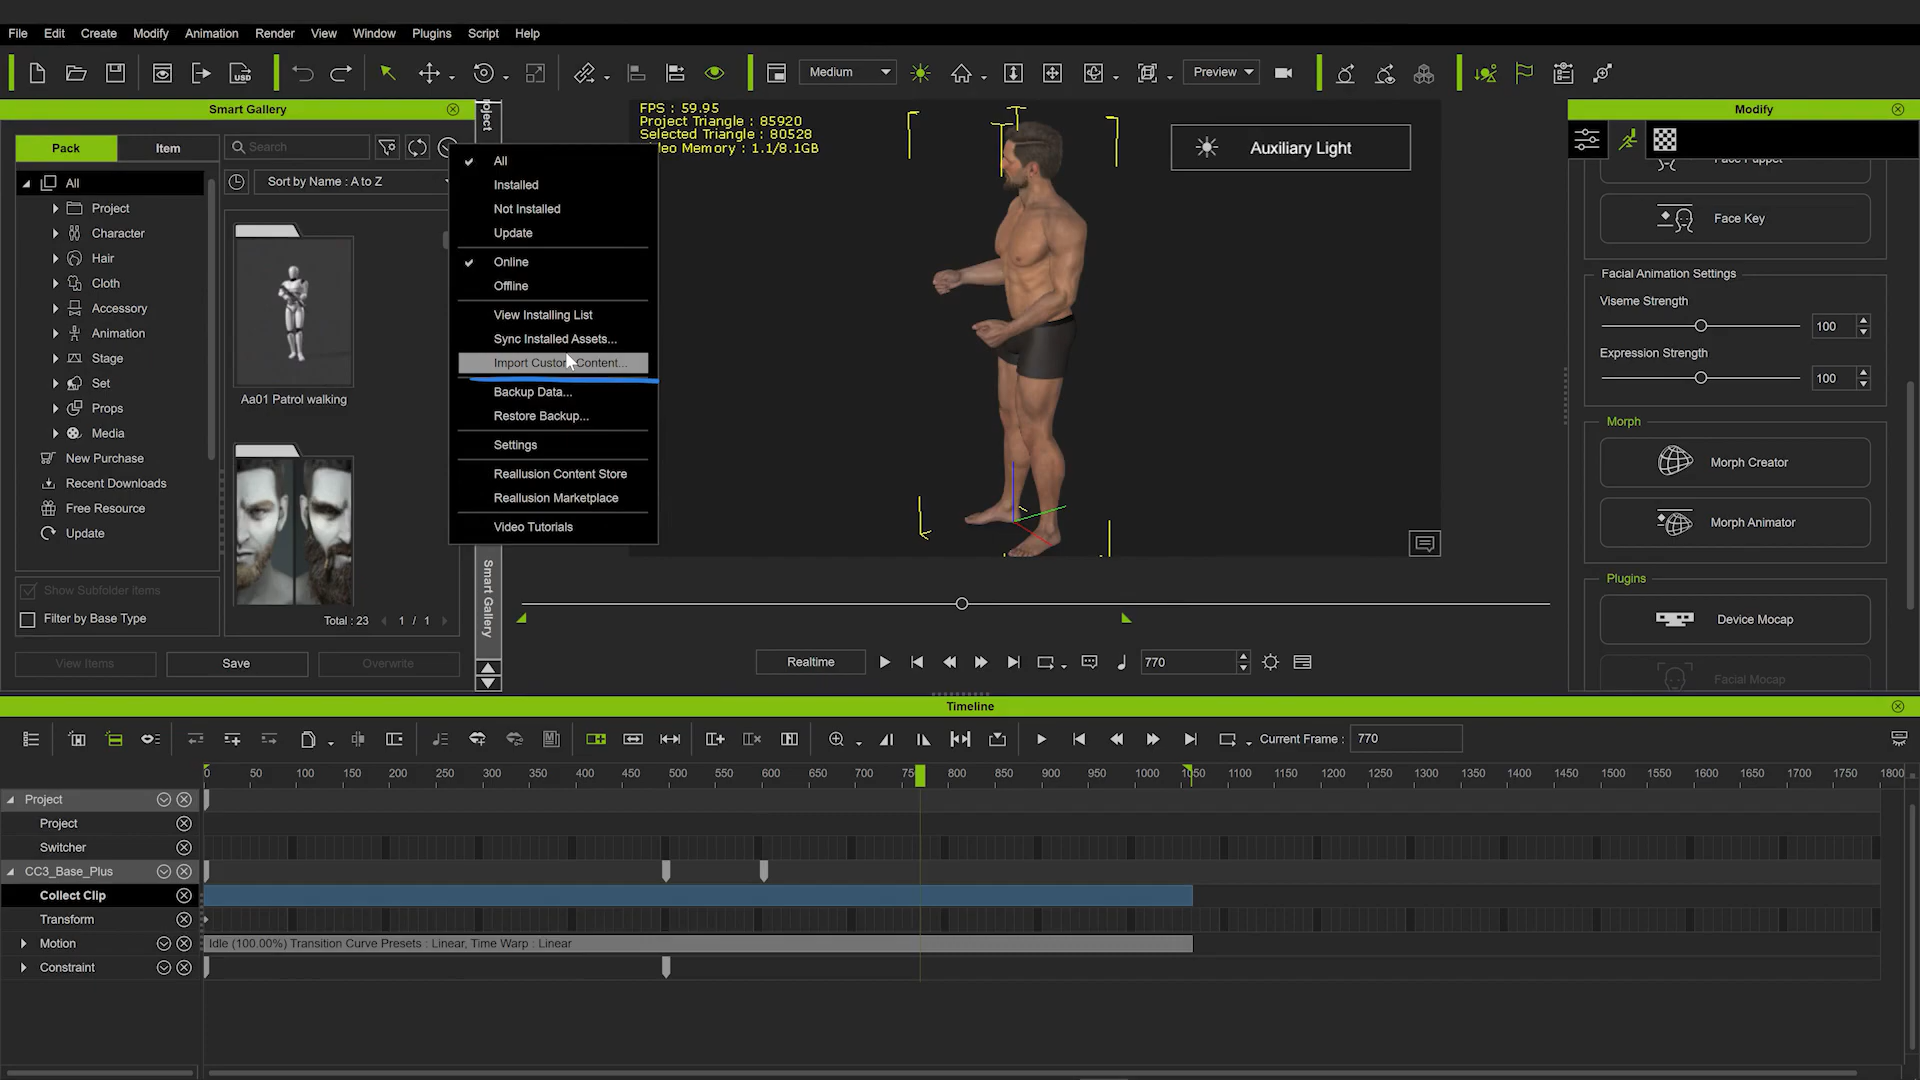 File Edit Create Modify Animation Render View Window Plugins Script Help
Medium
Preview
Smart Gallery
Pack Item
Search
All
Sort by Name : A to Z
Project
Character
Hair
Cloth
Accessory
Animation
Stage
Set
Props
Media
New Purchase
Recent Downloads
Free Resource
Update
Show Subfolder Items
Filter by Base Type
Aa01 Patrol walking
Total : 23 1 / 1
View Items Save Overwrite
Smart Gallery
All
Installed
Not Installed
Update
Online
Offline
View Installing List
Sync Installed Assets...
Backup Data...
Restore Backup...
Settings
Reallusion Content Store
Reallusion Marketplace
Video Tutorials
FPS : 59.95
Project Triangle : 85920
Selected Triangle : 80528
Memory : 1.1/8.1GB
Auxiliary Light
Realtime 770
Modify
Face Puppet
Face Key
Facial Animation Settings
Viseme Strength
100
Expression Strength
100
Morph
Morph Creator
Morph Animator
Plugins
Device Mocap
Facial Mocap
Timeline
Current Frame : 770
0 50 100 150 200 250 300 350 400 450 500 550 600 650 700 800 850 900 950 1000 1100 1150 1200 1250 1300 1350 1400 1450 1500 1550 1600 1650 1700 1750 1800
Project
Project
Switcher
CC3_Base_Plus
Collect Clip
Transform
Motion Idle (100.00%) Transition Curve Presets : Linear, Time Warp : Linear
Constraint